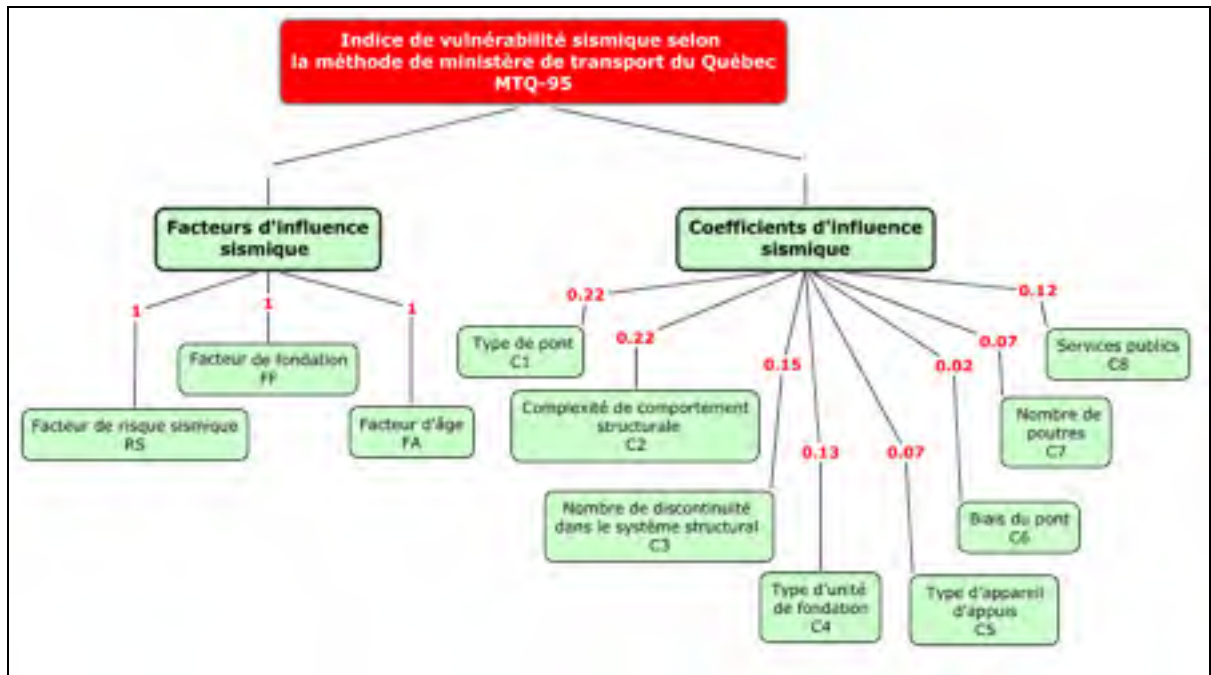 Indice de vulnérabilité sismique selon
la méthode de ministère de transport du Québec
MTQ-95
Facteurs d'influence
sismique
Coefficients d'influence
sismique
1
1
1
Facteur de risque sismique
RS
Facteur de fondation
FF
Facteur d'âge
FA
0.22
0.22
0.15
0.13
0.07
0.02
0.07
0.12
Type de pont
C1
Complexité de comportement
structurale
C2
Nombre de discontinuité
dans le système structural
C3
Type d'unité
de fondation
C4
Type d'appareil
d'appuis
C5
Biais du pont
C6
Nombre de
poutres
C7
Services publics
C8